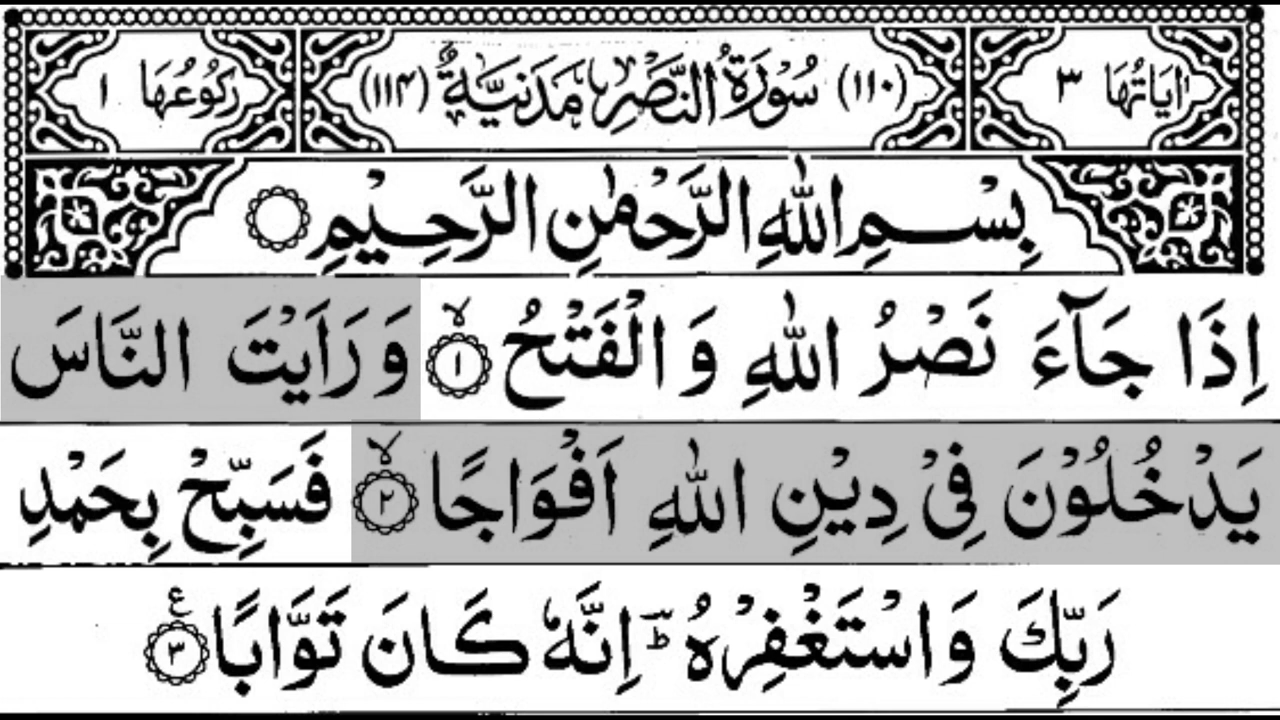 اٰيَاتُهَا ٣ (١١٠) سُوْرَةُ النَّصْرِ مَدَنِيَّةٌ (١١٤) رُكُوْعُهَا ١
بِسْمِ اللّٰهِ الرَّحْمٰنِ الرَّحِيْمِ
اِذَا جَآءَ نَصْرُ اللّٰهِ وَالْفَتْحُ ۙ‏﴿١﴾ وَرَاَيْتَ النَّاسَ
يَدْخُلُوْنَ فِىْ دِيْنِ اللّٰهِ اَفْوَاجًا ۙ‏﴿٢﴾ فَسَبِّحْ بِحَمْدِ
رَبِّكَ وَاسْتَغْفِرْهُ ؕ اِنَّهٗ كَانَ تَوَّابًا ﴿٣﴾ ع